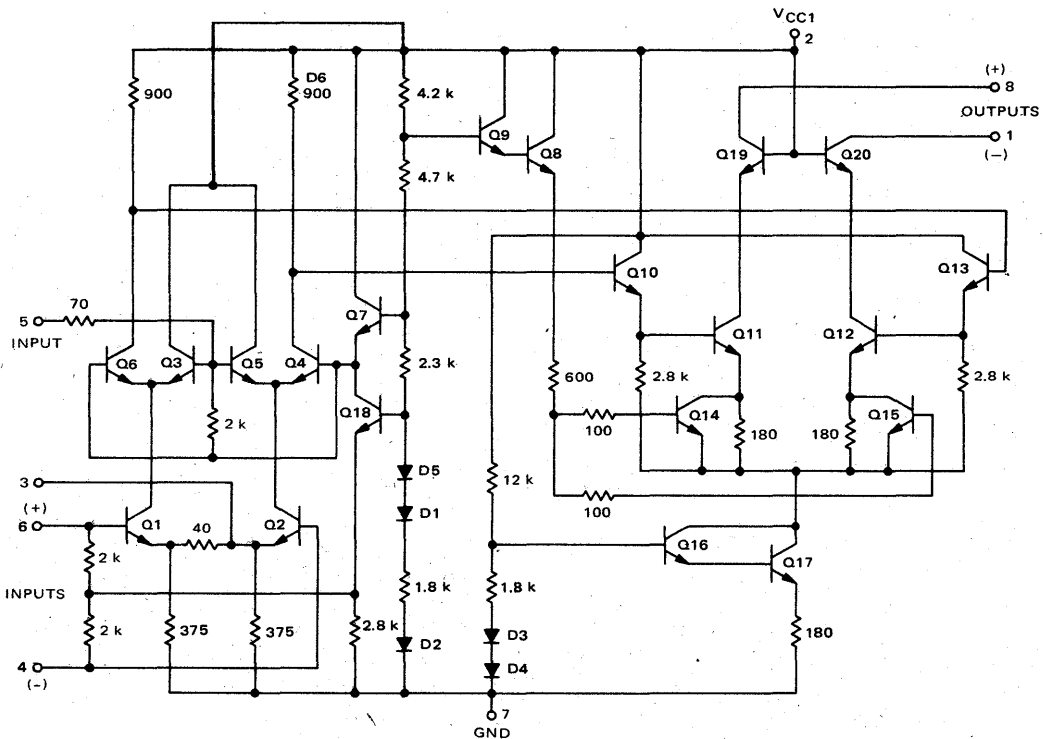 VCC1
2
D6
900
900
4.2 k
(+)
8
OUTPUTS
1
(−)
Q9
Q8
Q19
Q20
4.7 k
Q10
Q13
70
5
INPUT
Q7
Q6
Q3
Q5
Q4
Q11
Q12
2.3 k
600
2.8 k
2.8 k
Q18
Q14
Q15
2 k
100
180
180
3
D5
12 k
(+)
6
Q1
40
Q2
D1
100
2 k
Q16
Q17
INPUTS
1.8 k
1.8 k
2 k
375
375
2.8 k
D2
D3
180
4
(−)
D4
7
GND